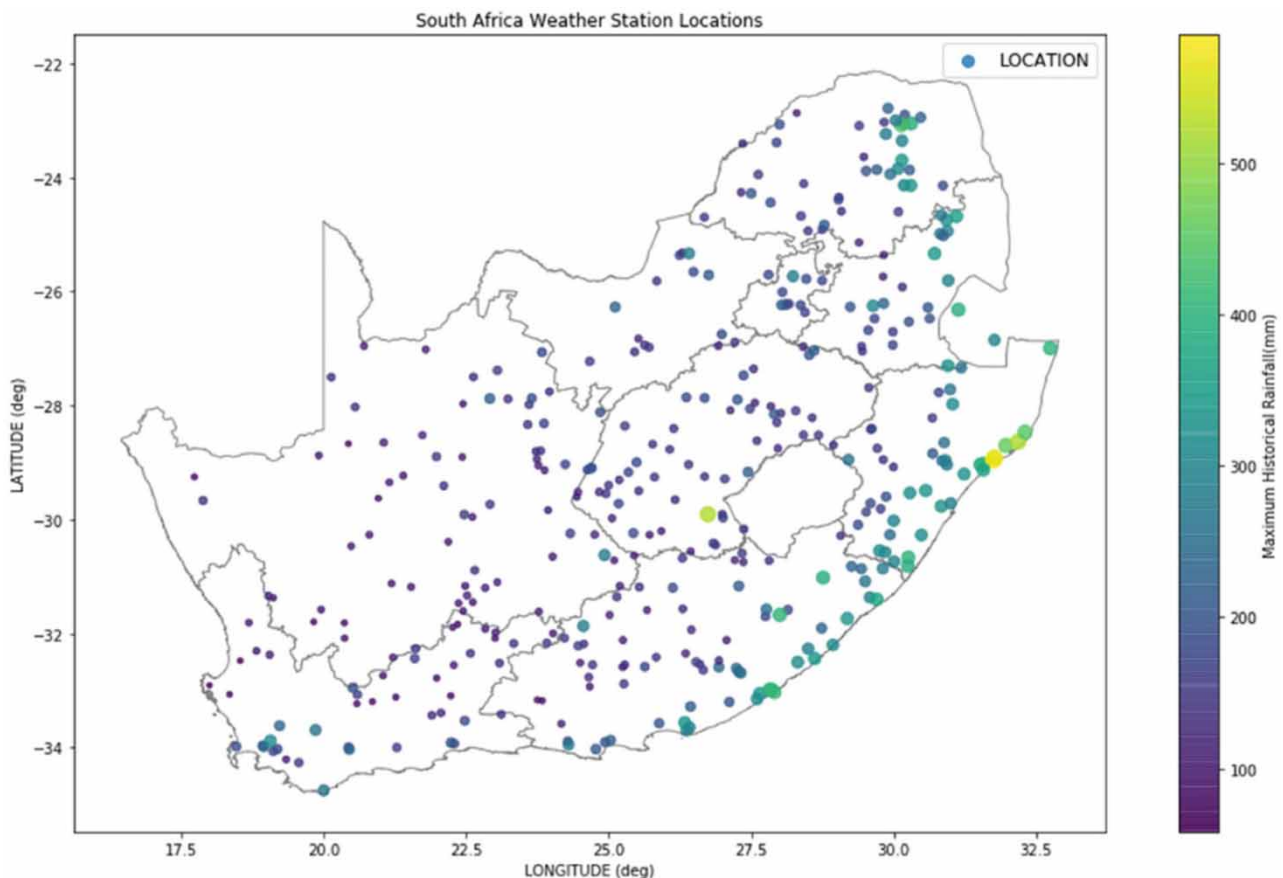 South Africa Weather Station Locations
LOCATION
−22
−24
−26
−28
−30
−32
−34
LATITUDE (deg)
17.5 20.0 22.5 25.0 27.5 30.0 32.5
LONGITUDE (deg)
500
400
300
200
100
Maximum Historical Rainfall(mm)